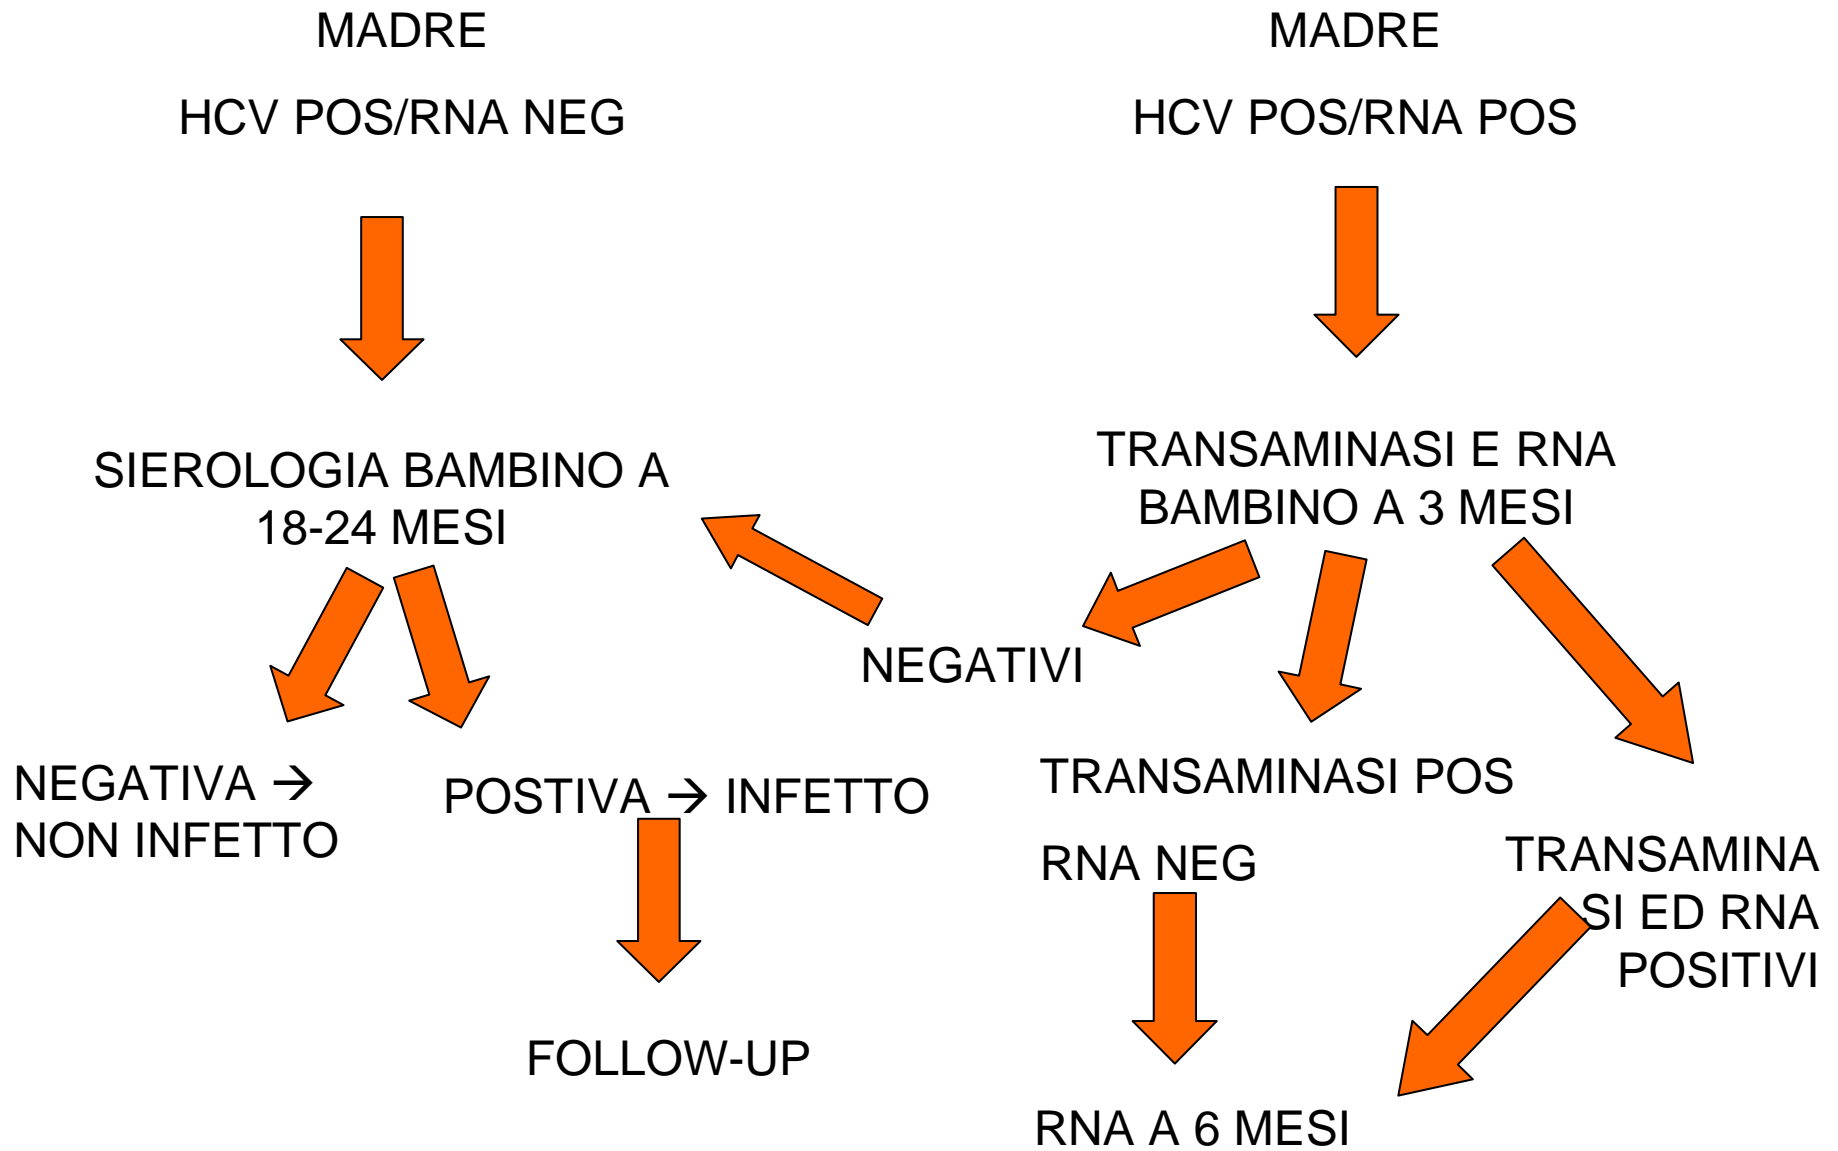 MADRE
HCV POS/RNA NEG
MADRE
HCV POS/RNA POS
SIEROLOGIA BAMBINO A
18-24 MESI
TRANSAMINASI E RNA
BAMBINO A 3 MESI
NEGATIVI
NEGATIVA →
NON INFETTO
POSTIVA → INFETTO
TRANSAMINASI POS
RNA NEG
TRANSAMINA
SI ED RNA
POSITIVI
FOLLOW-UP
RNA A 6 MESI